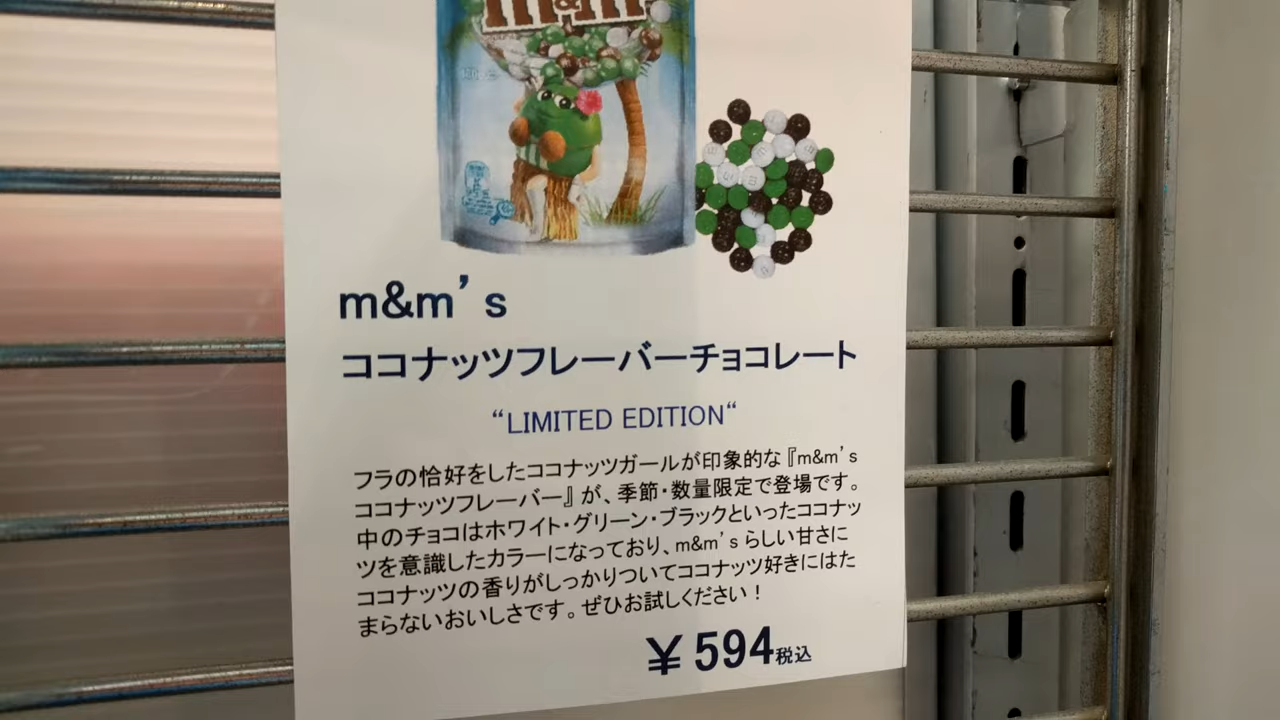 m&m's
m&m's
ココナッツフレーバーチョコレート
“LIMITED EDITION“
フラの恰好をしたココナッツガールが印象的な『m&m's
ココナッツフレーバー』が、季節・数量限定で登場です。
中のチョコはホワイト・グリーン・ブラックといったココナッ
ツを意識したカラーになっており、m&m's らしい甘さに
ココナッツの香りがしっかりついてココナッツ好きにはた
まらないおいしさです。ぜひお試しください！
￥594税込